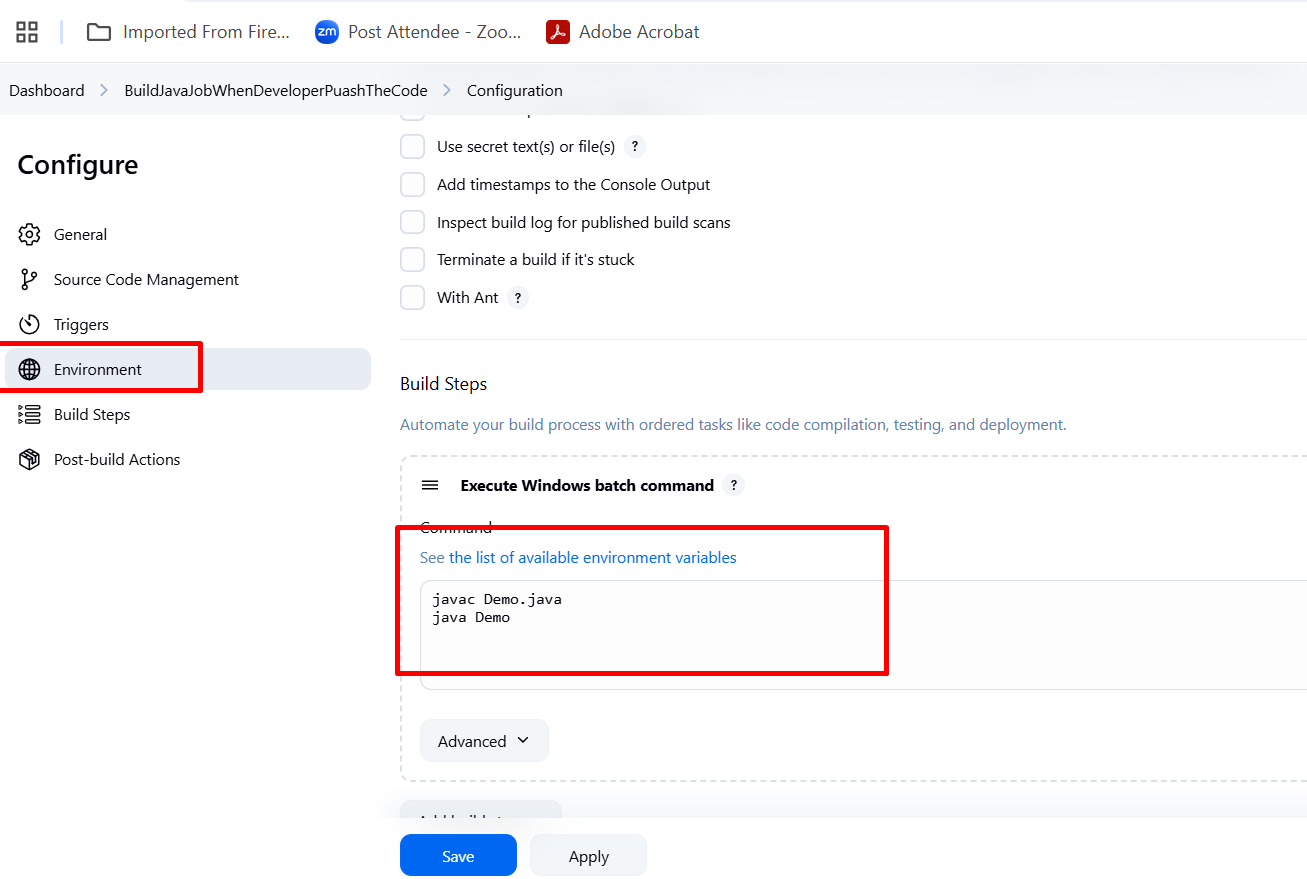 Imported From Fire...
zm Post Attendee - Zoo...
Adobe Acrobat
Dashboard > BuildJavaJobWhenDeveloperPuashTheCode > Configuration
Configure
General
Source Code Management
Triggers
Environment
Build Steps
Post-build Actions
Use secret text(s) or file(s) ?
Add timestamps to the Console Output
Inspect build log for published build scans
Terminate a build if it's stuck
With Ant ?
Build Steps
Automate your build process with ordered tasks like code compilation, testing, and deployment.
Execute Windows batch command ?
Command
See the list of available environment variables
javac Demo.java
java Demo
Advanced
Save
Apply